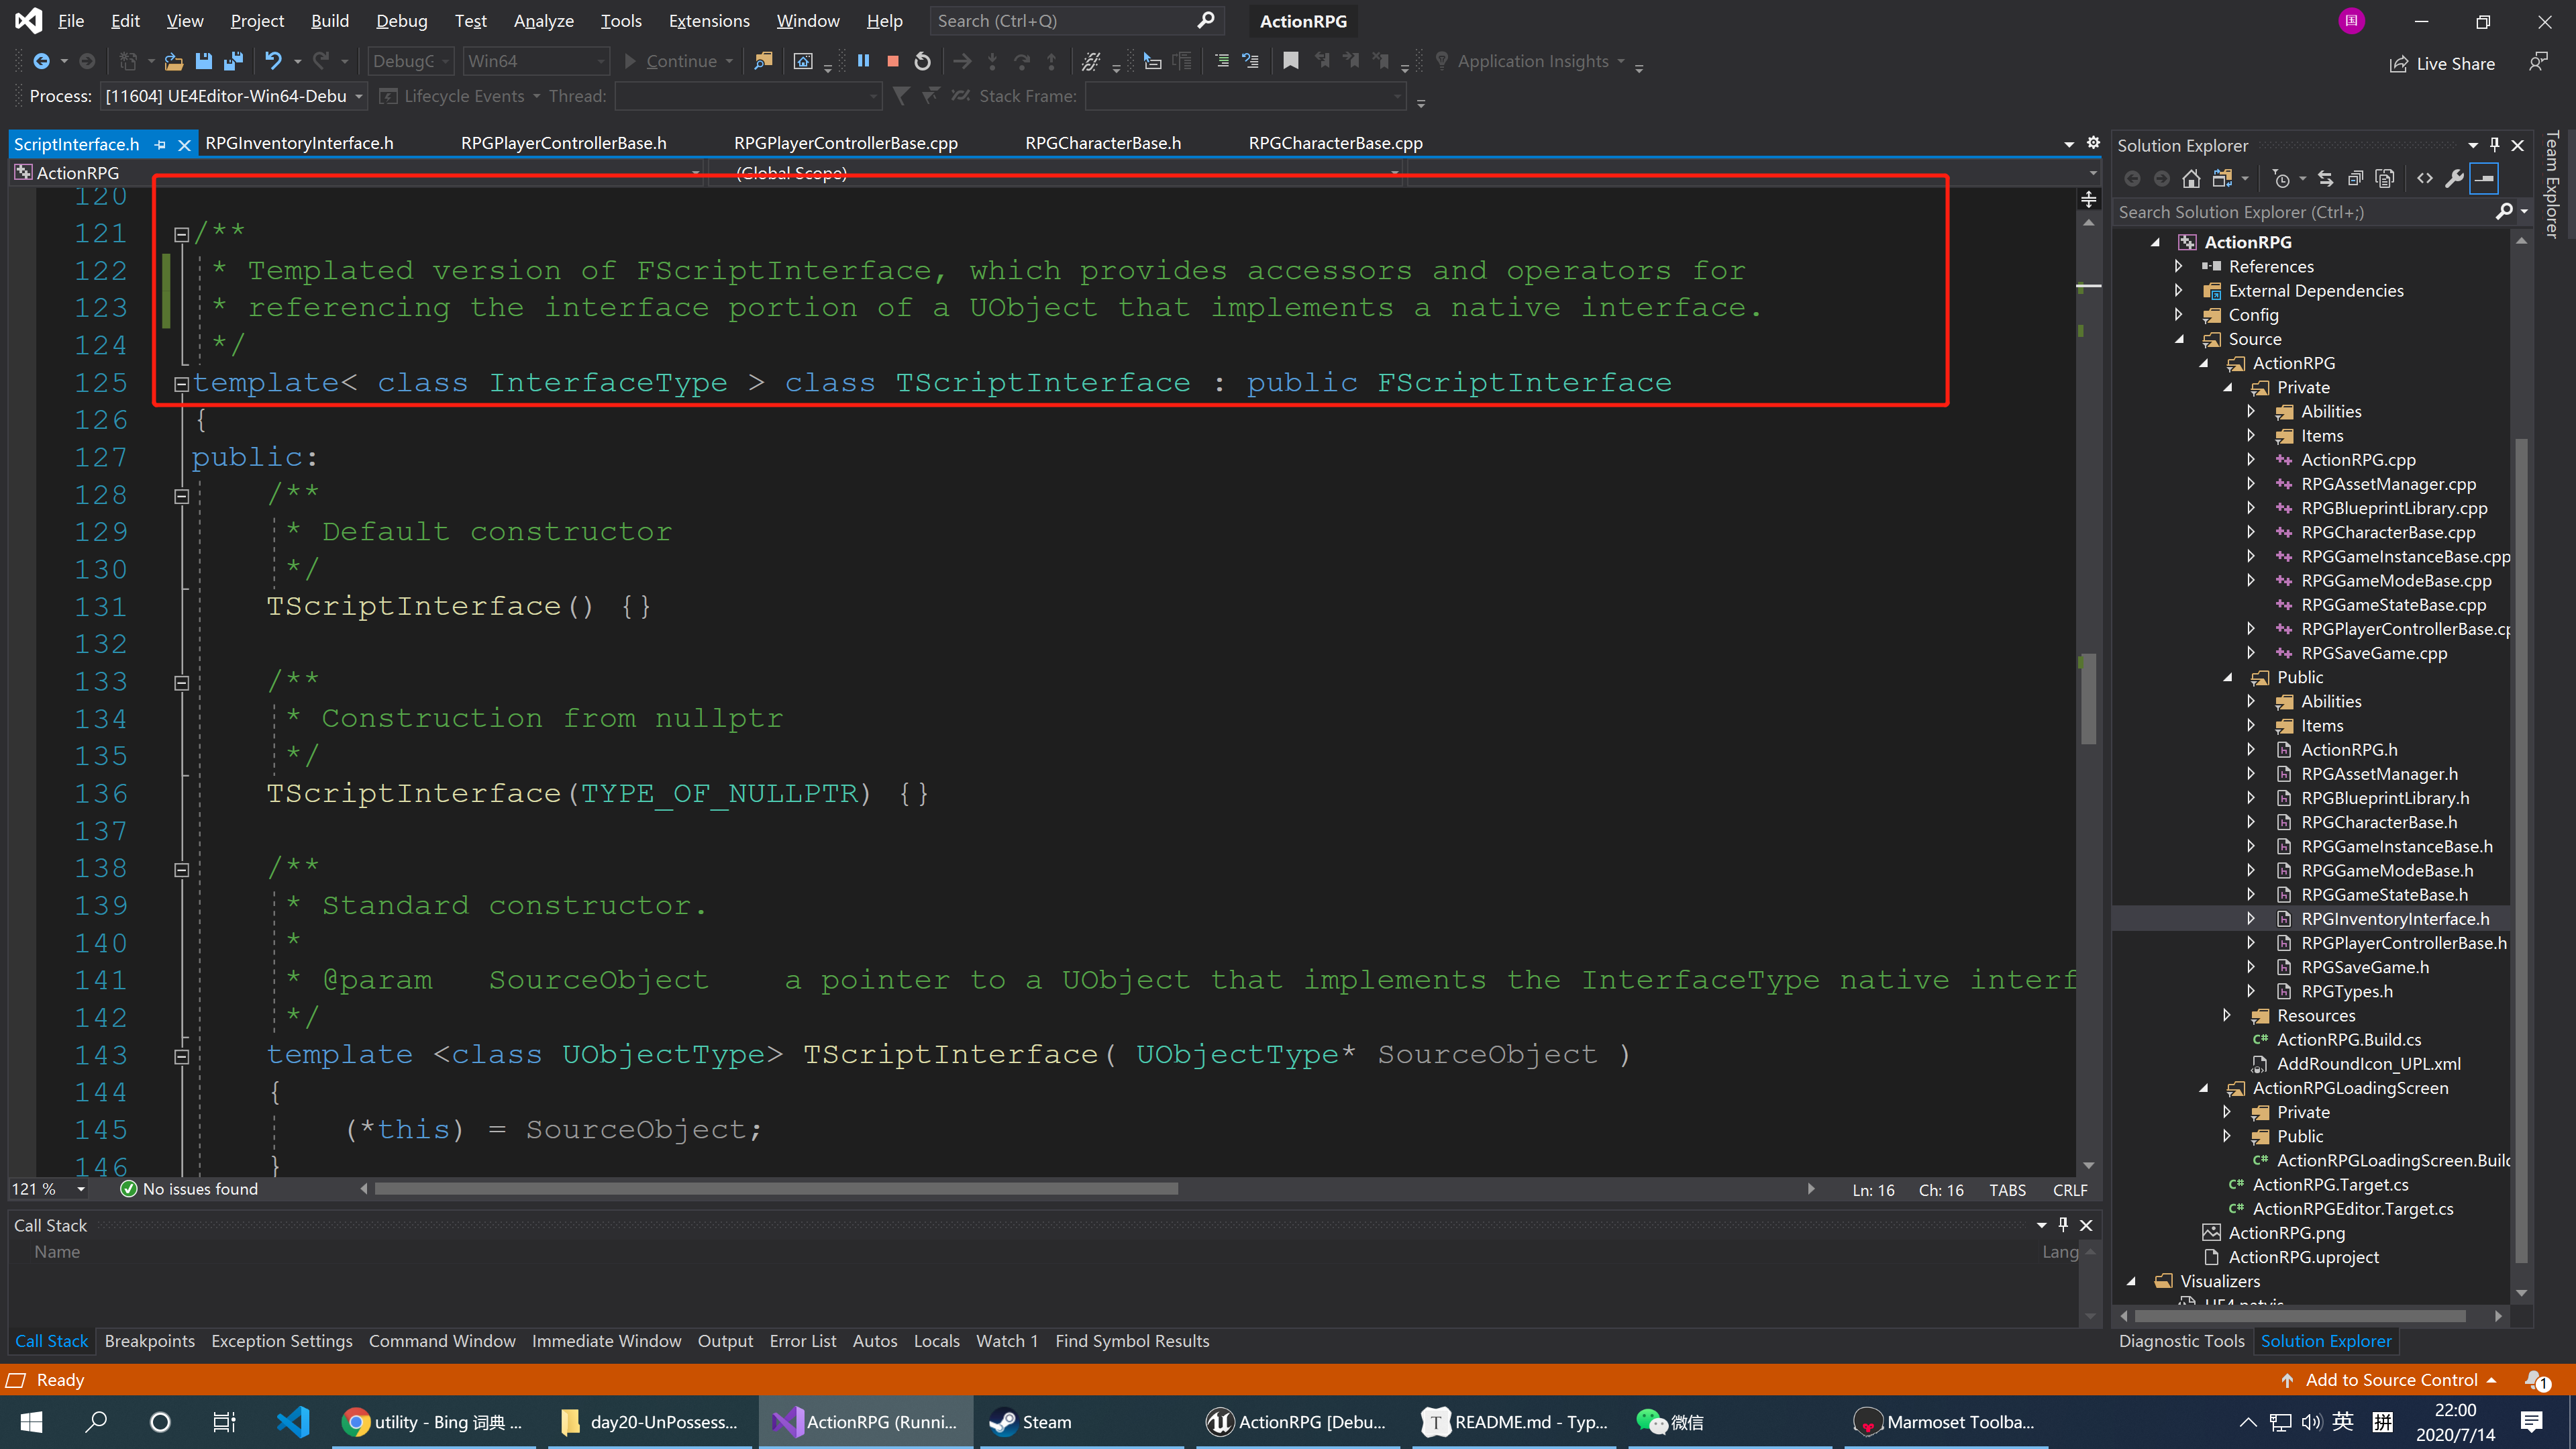 File Edit View Project Build Debug Test Analyze Tools Extensions Window Help Search (Ctrl+Q) ActionRPG 国
DebugG Win64 Continue Application Insights Live Share
Process: [11604] UE4Editor-Win64-Debu Lifecycle Events Thread: Stack Frame:
ScriptInterface.h RPGInventoryInterface.h RPGPlayerControllerBase.h RPGPlayerControllerBase.cpp RPGCharacterBase.h RPGCharacterBase.cpp
ActionRPG (Global Scope)
120
121 /**
122 * Templated version of FScriptInterface, which provides accessors and operators for
123 * referencing the interface portion of a UObject that implements a native interface.
124 */
125 template< class InterfaceType > class TScriptInterface : public FScriptInterface
126 {
127 public:
128 /**
129 * Default constructor
130 */
131 TScriptInterface() {}
132
133 /**
134 * Construction from nullptr
135 */
136 TScriptInterface(TYPE_OF_NULLPTR) {}
137
138 /**
139 * Standard constructor.
140 *
141 * @param SourceObject a pointer to a UObject that implements the InterfaceType native interf
142 */
143 template <class UObjectType> TScriptInterface( UObjectType* SourceObject )
144 {
145 (*this) = SourceObject;
146 }
121 % No issues found Ln: 16 Ch: 16 TABS CRLF
Call Stack
Name Lang
Call Stack Breakpoints Exception Settings Command Window Immediate Window Output Error List Autos Locals Watch 1 Find Symbol Results
Solution Explorer
Search Solution Explorer (Ctrl+;)
ActionRPG
References
External Dependencies
Config
Source
ActionRPG
Private
Abilities
Items
ActionRPG.cpp
RPGAssetManager.cpp
RPGBlueprintLibrary.cpp
RPGCharacterBase.cpp
RPGGameInstanceBase.cpp
RPGGameModeBase.cpp
RPGGameStateBase.cpp
RPGPlayerControllerBase.cp
RPGSaveGame.cpp
Public
Abilities
Items
ActionRPG.h
RPGAssetManager.h
RPGBlueprintLibrary.h
RPGCharacterBase.h
RPGGameInstanceBase.h
RPGGameModeBase.h
RPGGameStateBase.h
RPGInventoryInterface.h
RPGPlayerControllerBase.h
RPGSaveGame.h
RPGTypes.h
Resources
ActionRPG.Build.cs
AddRoundIcon_UPL.xml
ActionRPGLoadingScreen
Private
Public
ActionRPGLoadingScreen.Build
ActionRPG.Target.cs
ActionRPGEditor.Target.cs
ActionRPG.png
ActionRPG.uproject
Visualizers
UE4.natvis
Diagnostic Tools Solution Explorer
Team Explorer
Ready Add to Source Control 1
utility - Bing 词典 ... day20-UnPossess... ActionRPG (Runni... Steam ActionRPG [Debu... README.md - Typ... 微信 Marmoset Toolba... 英 拼 22:00
2020/7/14